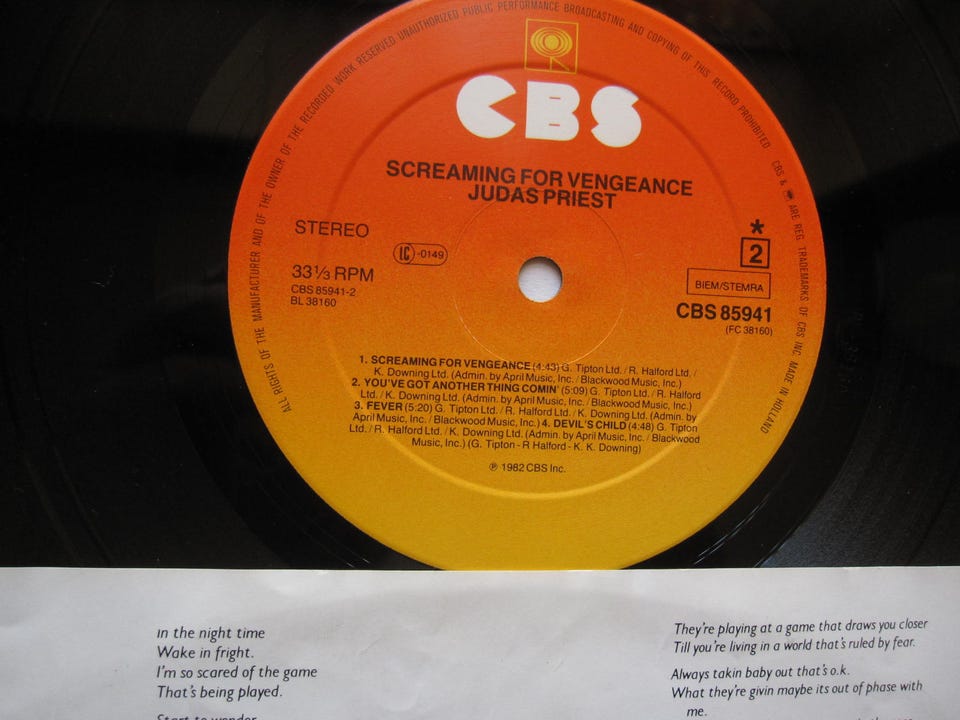 ALL RIGHTS OF THE MANUFACTURER AND OF THE OWNER OF THE RECORDED WORK RESERVED UNAUTHORIZED PUBLIC PERFORMANCE BROADCASTING AND COPYING OF THIS RECORD PROHIBITED CBS & ARE REG. TRADEMARKS OF CBS INC. MADE IN HOLLAND
CBS
SCREAMING FOR VENGEANCE
JUDAS PRIEST
STEREO
IC -0149
33⅓ RPM
CBS 85941-2
BL 38160
*
2
BIEM/STEMRA
CBS 85941
(FC 38160)
1. SCREAMING FOR VENGEANCE (4:43) G. Tipton Ltd. / R. Halford Ltd. /
K. Downing Ltd. (Admin. by April Music, Inc. / Blackwood Music, Inc.)
2. YOU'VE GOT ANOTHER THING COMIN' (5:09) G. Tipton Ltd. / R. Halford
Ltd. / K. Downing Ltd. (Admin. by April Music, Inc. / Blackwood Music, Inc.)
3. FEVER (5:20) G. Tipton Ltd. / R. Halford Ltd. / K. Downing Ltd. (Admin. by
April Music, Inc. / Blackwood Music, Inc.) 4. DEVIL'S CHILD (4:48) G. Tipton
Ltd. / R. Halford Ltd. / K. Downing Ltd. (Admin. by April Music, Inc. / Blackwood
Music, Inc.) (G. Tipton - R Halford - K. K. Downing)
℗ 1982 CBS Inc.
In the night time
Wake in fright.
I'm so scared of the game
That's being played.
Start to wonder
They're playing at a game that draws you closer
Till you're living in a world that's ruled by fear.
Always takin baby out that's o.k.
What they're givin maybe its out of phase with
me.